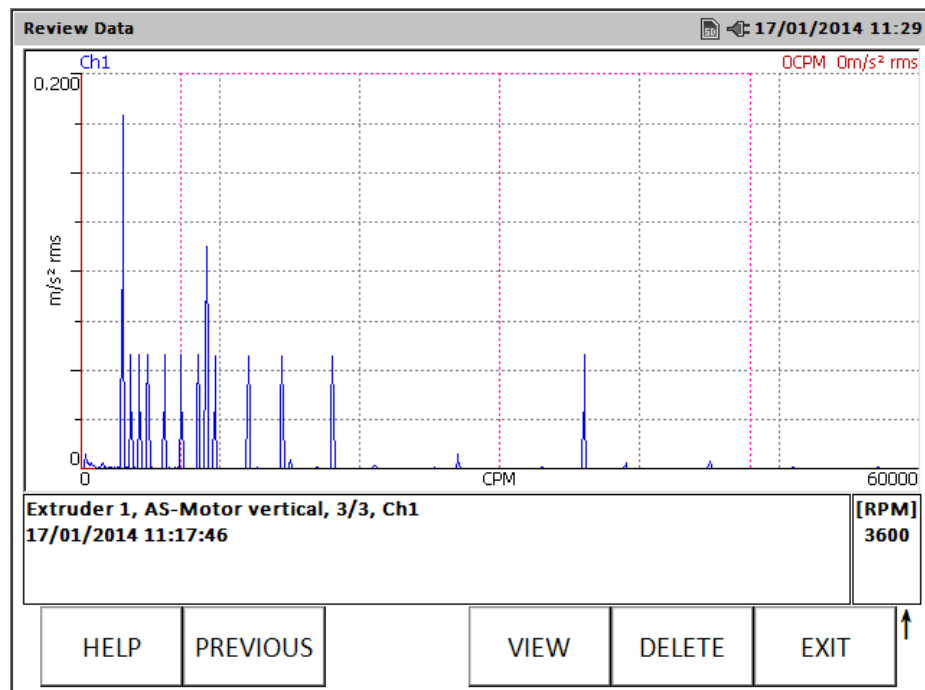 Review Data 17/01/2014 11:29
Ch1 0CPM 0m/s² rms
0.200
m/s² rms
0
0 CPM 60000
Extruder 1, AS-Motor vertical, 3/3, Ch1 [RPM]
17/01/2014 11:17:46 3600
HELP PREVIOUS VIEW DELETE EXIT